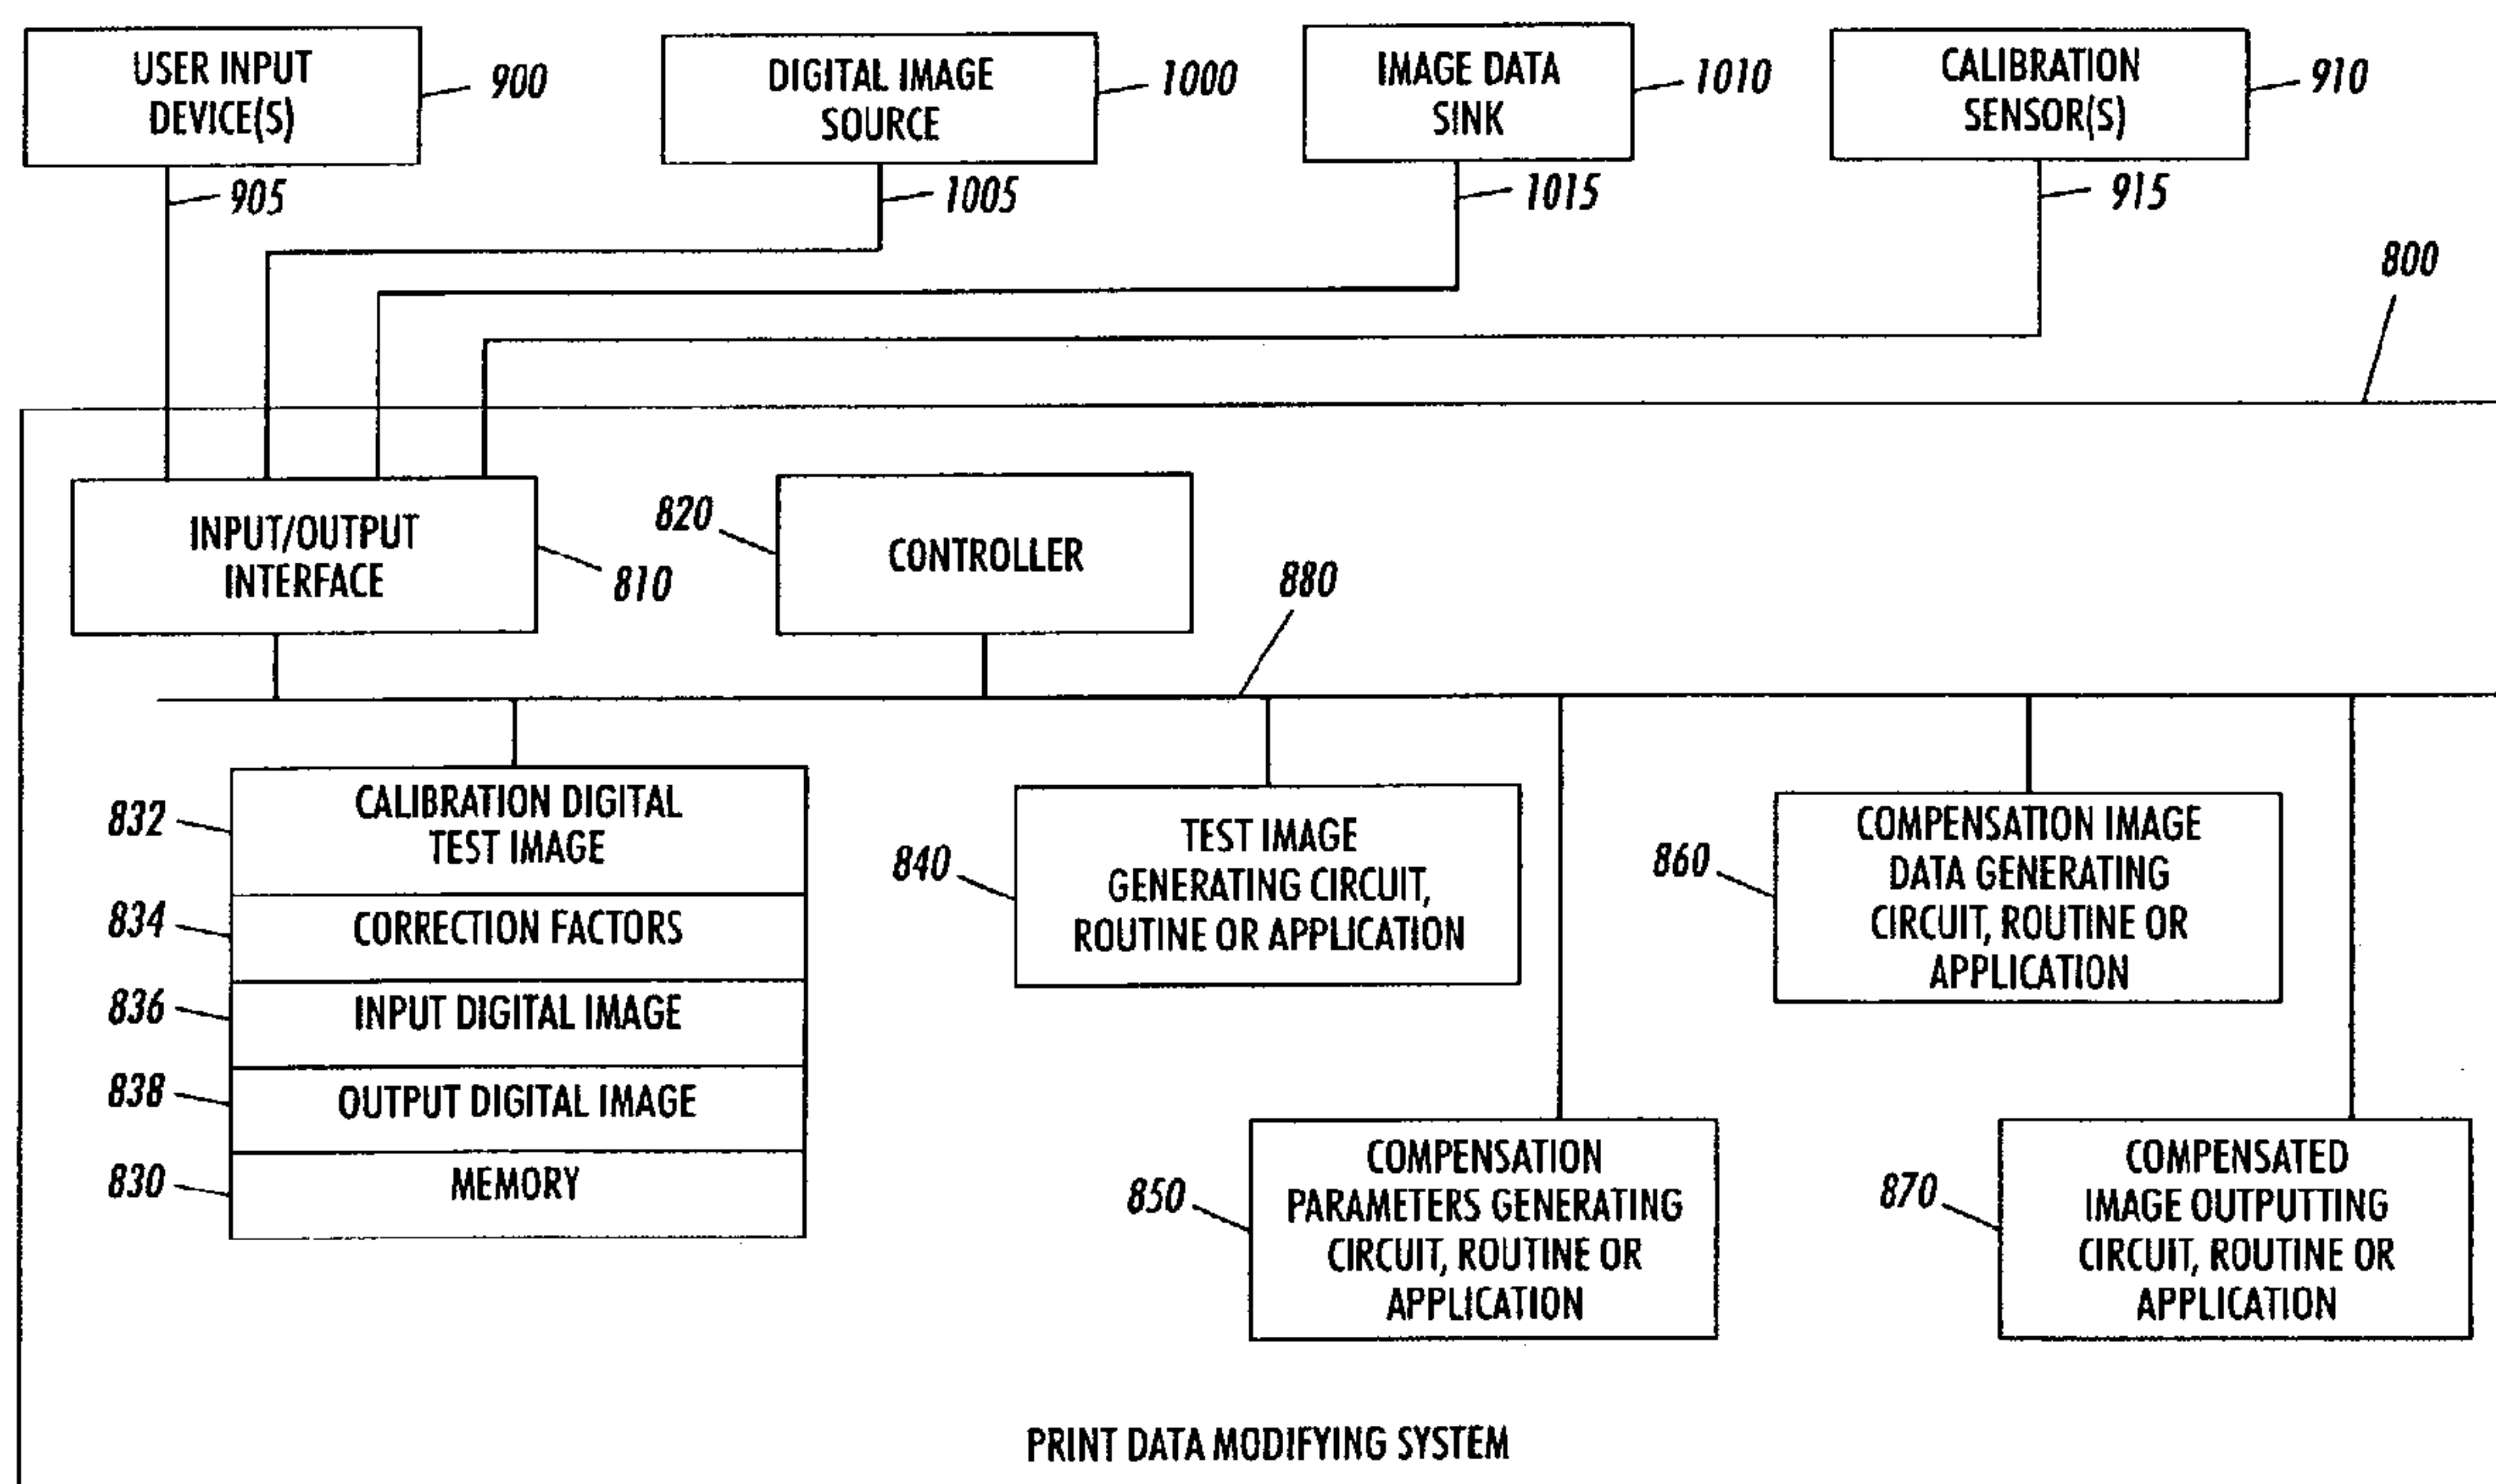 USER INPUT
DEVICE(S)
900
DIGITAL IMAGE
SOURCE
1000
IMAGE DATA
SINK
1010
CALIBRATION
SENSOR(S)
910
905
1005
1015
915
800
INPUT/OUTPUT
INTERFACE
810
820
CONTROLLER
880
832
CALIBRATION DIGITAL
TEST IMAGE
834
CORRECTION FACTORS
836
INPUT DIGITAL IMAGE
838
OUTPUT DIGITAL IMAGE
830
MEMORY
840
TEST IMAGE
GENERATING CIRCUIT,
ROUTINE OR APPLICATION
860
COMPENSATION IMAGE
DATA GENERATING
CIRCUIT, ROUTINE OR
APPLICATION
850
COMPENSATION
PARAMETERS GENERATING
CIRCUIT, ROUTINE OR
APPLICATION
870
COMPENSATED
IMAGE OUTPUTTING
CIRCUIT, ROUTINE OR
APPLICATION
PRINT DATA MODIFYING SYSTEM